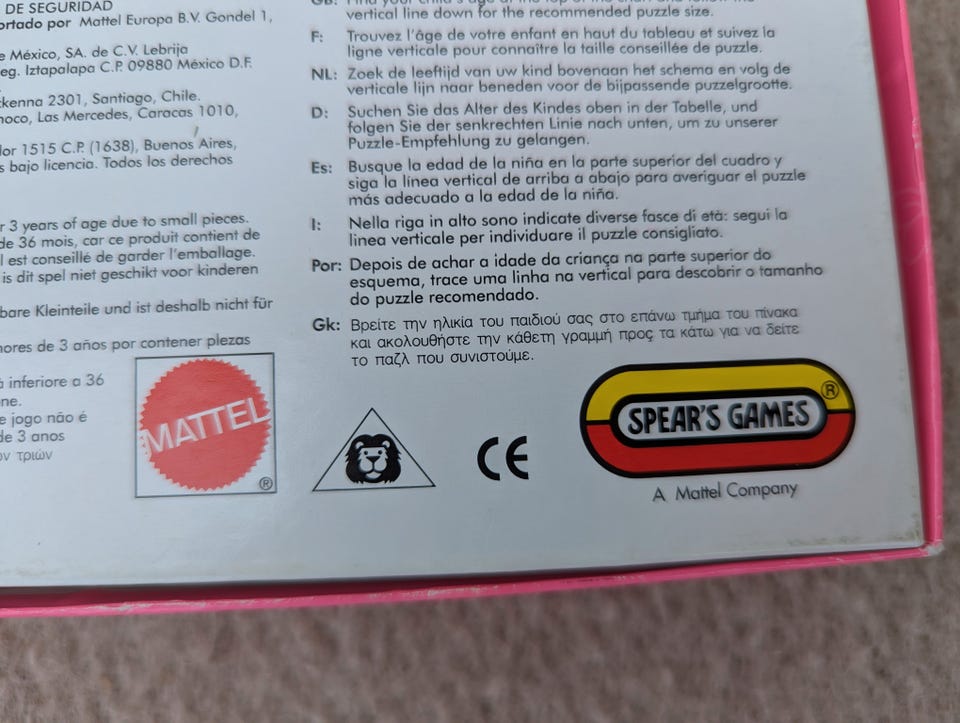 DE SEGURIDAD
ortado por Mattel Europa B.V. Gondel 1,
e México, SA. de C.V. Lebrija
eg. Iztapalapa C.P. 09880 México D.F.
kenna 2301, Santiago, Chile.
noco, Las Mercedes, Caracas 1010,
lor 1515 C.P. (1638), Buenos Aires,
s bajo licencia. Todos los derechos
r 3 years of age due to small pieces.
de 36 mois, car ce produit contient de
l est conseillé de garder l'emballage.
is dit spel niet geschikt voor kinderen
bare Kleinteile und ist deshalb nicht für
nores de 3 años por contener piezas
à inferiore a 36
ne.
e jogo não é
de 3 anos
ων τριών
vertical line down for the recommended puzzle size.
F: Trouvez l'âge de votre enfant en haut du tableau et suivez la
ligne verticale pour connaître la taille conseillée de puzzle.
NL: Zoek de leeftijd van uw kind bovenaan het schema en volg de
verticale lijn naar beneden voor de bijpassende puzzelgrootte.
D: Suchen Sie das Alter des Kindes oben in der Tabelle, und
folgen Sie der senkrechten Linie nach unten, um zu unserer
Puzzle-Empfehlung zu gelangen.
Es: Busque la edad de la niña en la parte superior del cuadro y
siga la línea vertical de arriba a abajo para averiguar el puzzle
más adecuado a la edad de la niña.
I: Nella riga in alto sono indicate diverse fasce di età: segui la
linea verticale per individuare il puzzle consigliato.
Por: Depois de achar a idade da criança na parte superior do
esquema, trace uma linha na vertical para descobrir o tamanho
do puzzle recomendado.
Gk: Βρείτε την ηλικία του παιδιού σας στο επάνω τμήμα του πίνακα
και ακολουθήστε την κάθετη γραμμή προς τα κάτω για να δείτε
το παζλ που συνιστούμε.
MATTEL
®
CE
SPEAR'S GAMES
®
A Mattel Company